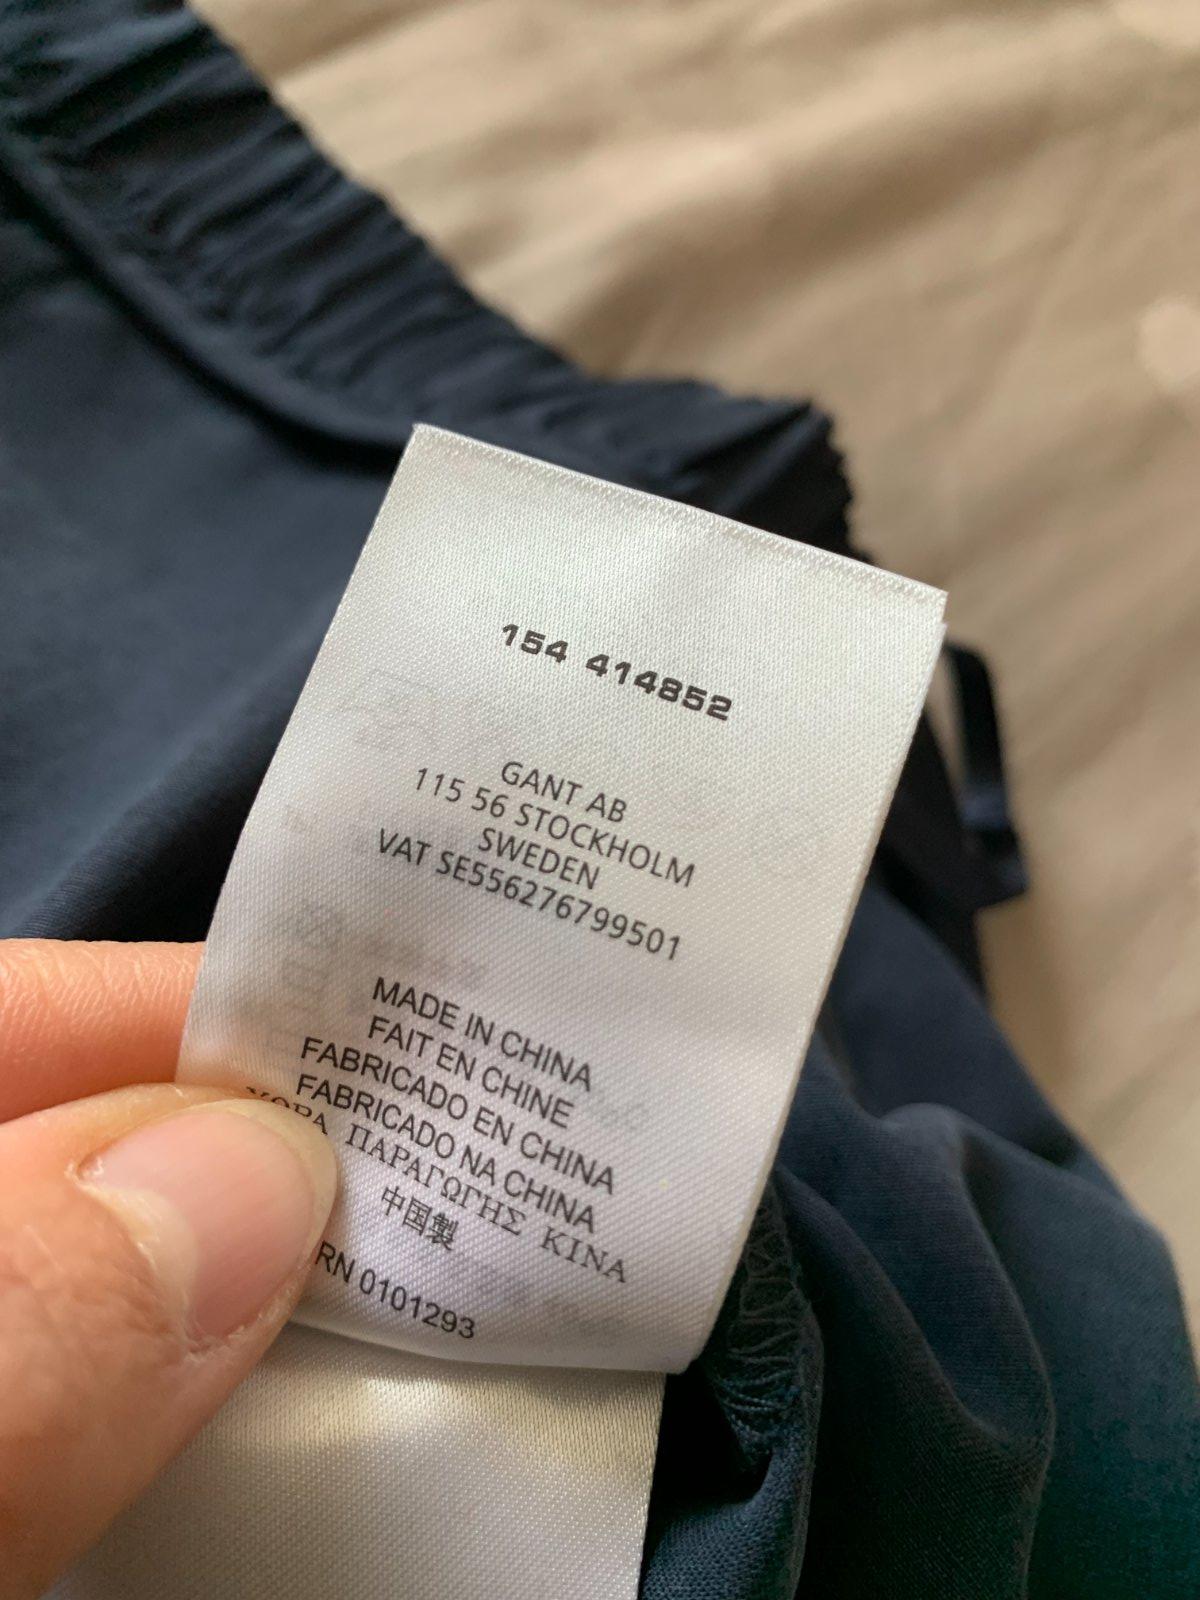 154 414852
GANT AB
115 56 STOCKHOLM
SWEDEN
VAT SE556276799501
MADE IN CHINA
FAIT EN CHINE
FABRICADO EN CHINA
FABRICADO NA CHINA
ΧΩΡΑ ΠΑΡΑΓΩΓΗΣ ΚΙΝΑ
中国製
RN 0101293